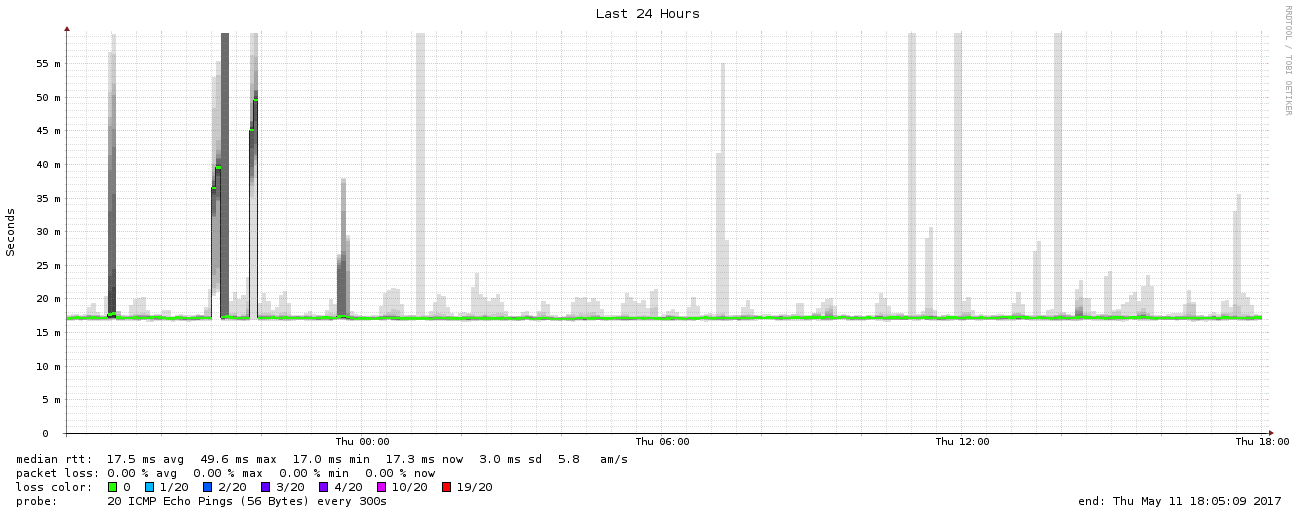 Last 24 Hours
RRDTOOL / TOBI OETIKER
Seconds
55 m
50 m
45 m
40 m
35 m
30 m
25 m
20 m
15 m
10 m
5 m
0
Thu 00:00 Thu 06:00 Thu 12:00 Thu 18:00
median rtt: 17.5 ms avg 49.6 ms max 17.0 ms min 17.3 ms now 3.0 ms sd 5.8 am/s
packet loss: 0.00 % avg 0.00 % max 0.00 % min 0.00 % now
loss color: 0 1/20 2/20 3/20 4/20 10/20 19/20
probe: 20 ICMP Echo Pings (56 Bytes) every 300s end: Thu May 11 18:05:09 2017